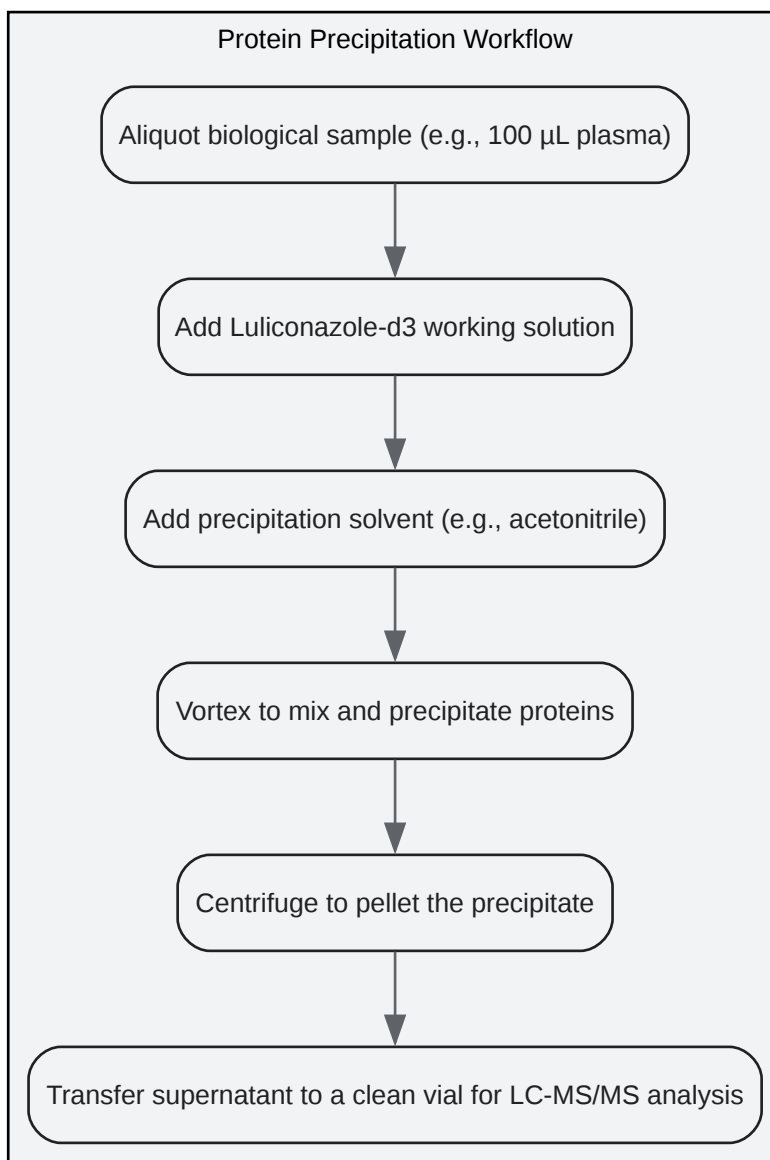 Protein Precipitation Workflow
Aliquot biological sample (e.g., 100 µL plasma)
Add Luliconazole-d3 working solution
Add precipitation solvent (e.g., acetonitrile)
Vortex to mix and precipitate proteins
Centrifuge to pellet the precipitate
Transfer supernatant to a clean vial for LC-MS/MS analysis